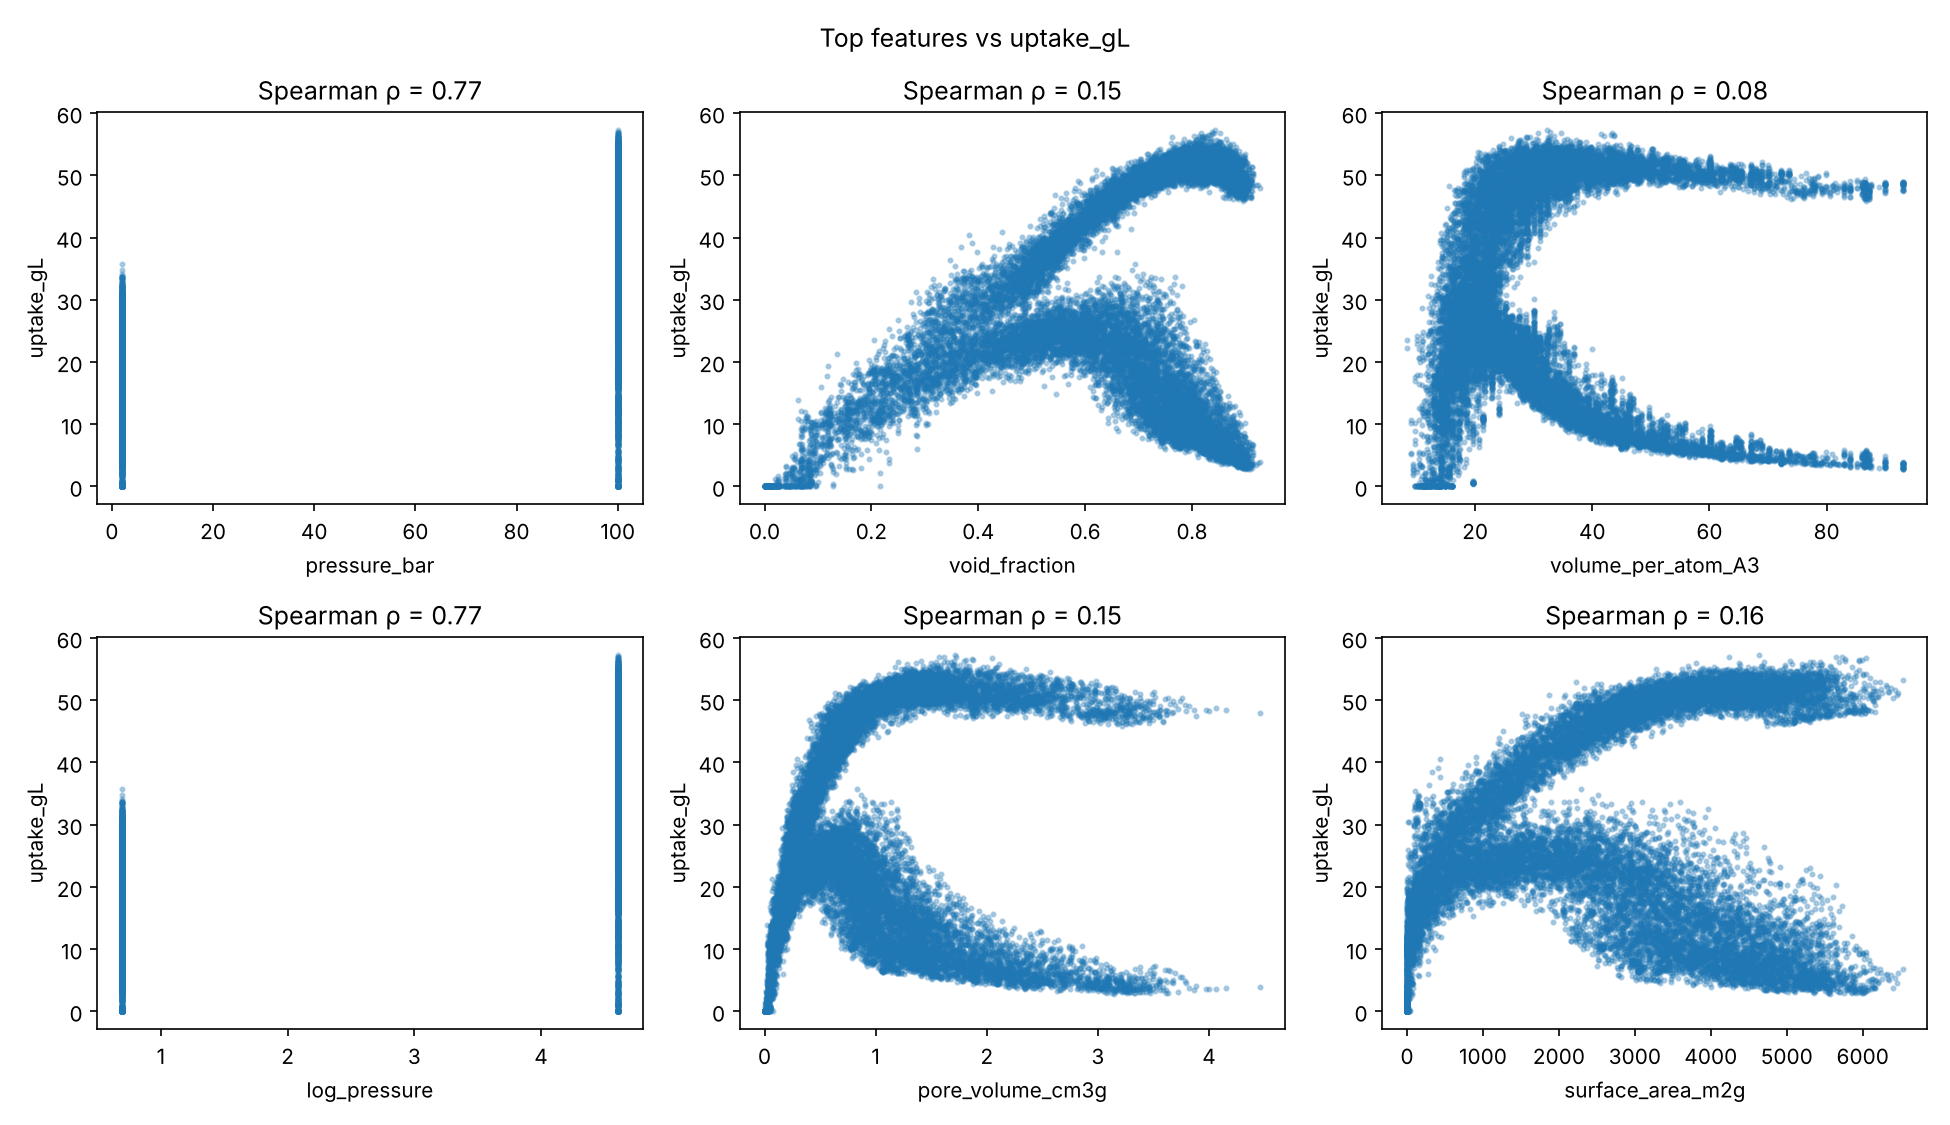 Top features vs uptake_gL
Spearman ρ = 0.77
60
50
40
30
20
10
0
uptake_gL
0 20 40 60 80 100
pressure_bar
Spearman ρ = 0.15
60
50
40
30
20
10
0
uptake_gL
0.0 0.2 0.4 0.6 0.8
void_fraction
Spearman ρ = 0.08
60
50
40
30
20
10
0
uptake_gL
20 40 60 80
volume_per_atom_A3
Spearman ρ = 0.77
60
50
40
30
20
10
0
uptake_gL
1 2 3 4
log_pressure
Spearman ρ = 0.15
60
50
40
30
20
10
0
uptake_gL
0 1 2 3 4
pore_volume_cm3g
Spearman ρ = 0.16
60
50
40
30
20
10
0
uptake_gL
0 1000 2000 3000 4000 5000 6000
surface_area_m2g